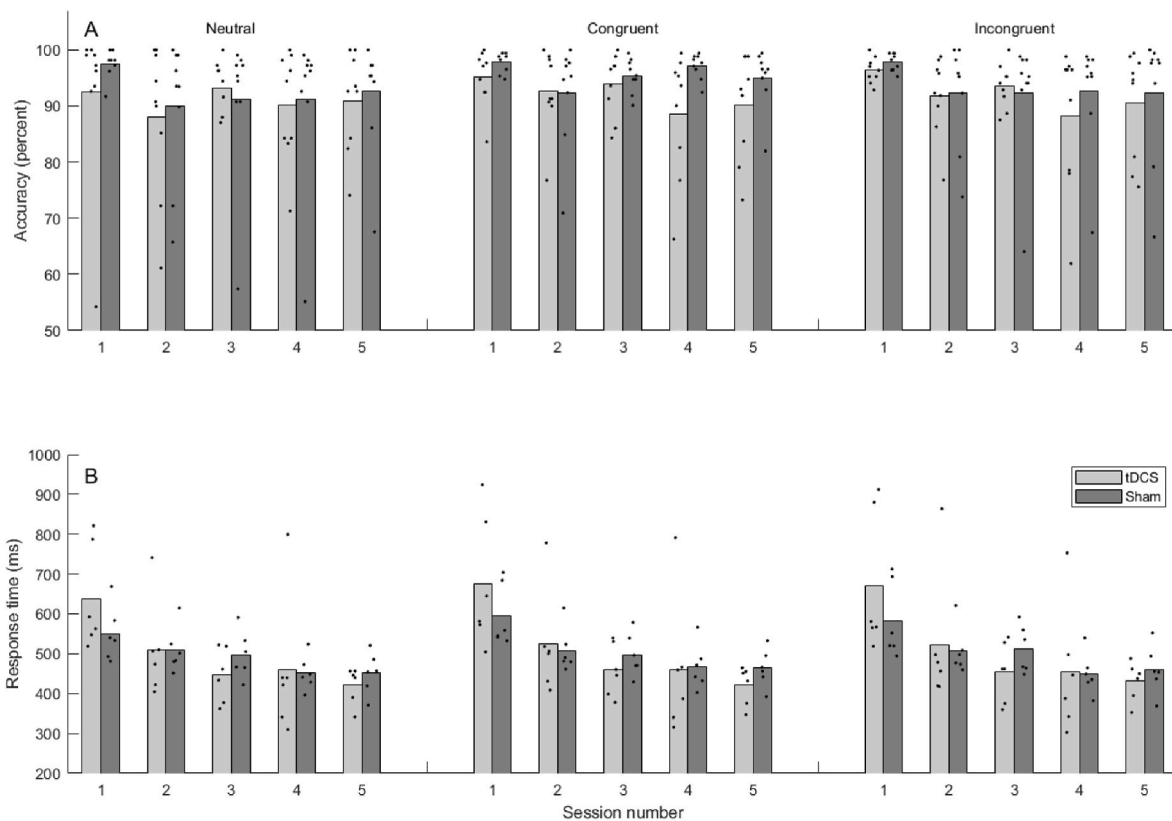 A
Neutral Congruent Incongruent
100
90
80
70
60
50
Accuracy (percent)
1 2 3 4 5 1 2 3 4 5 1 2 3 4 5
B
1000
900
800
700
600
500
400
300
200
Response time (ms)
tDCS
Sham
1 2 3 4 5 1 2 3 4 5 1 2 3 4 5
Session number